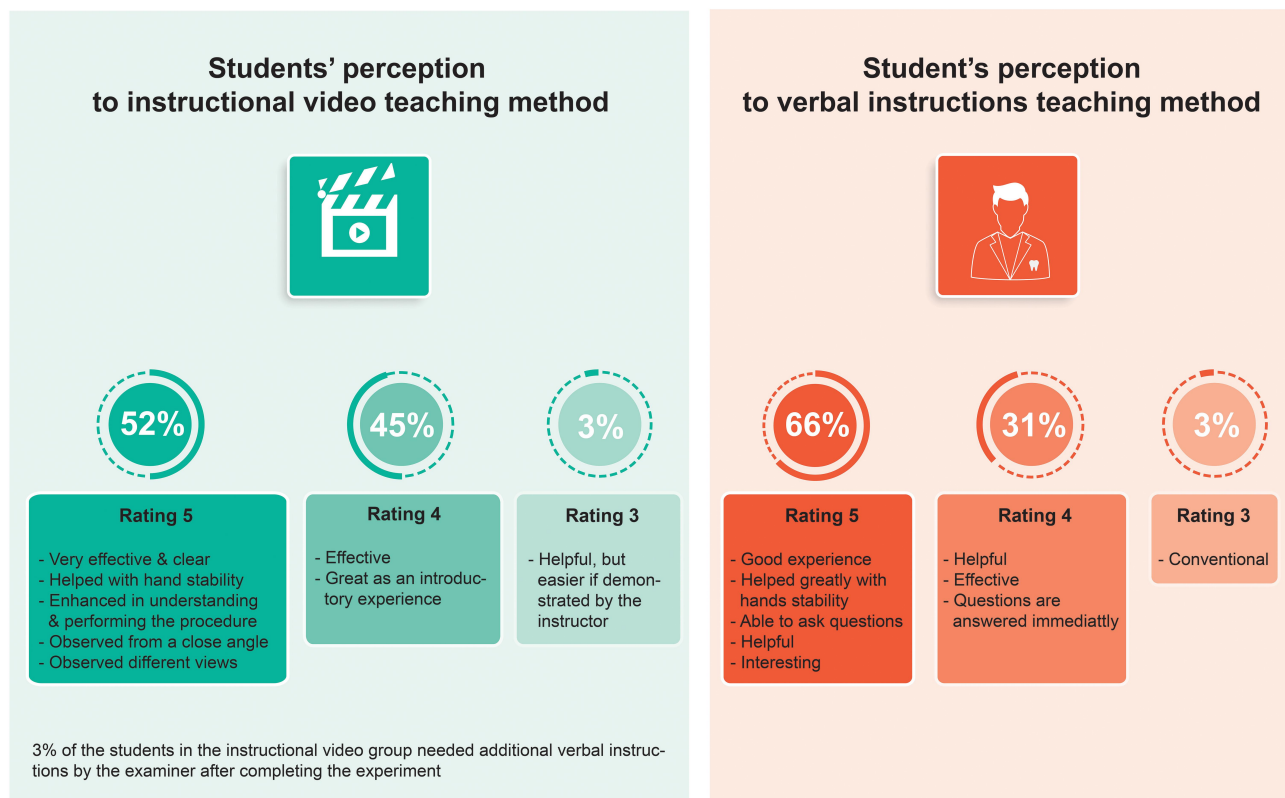 Students’ perception
to instructional video teaching method
52%
45%
3%
Rating 5
- Very effective & clear
- Helped with hand stability
- Enhanced in understanding
& performing the procedure
- Observed from a close angle
- Observed different views
Rating 4
- Effective
- Great as an introduc-
tory experience
Rating 3
- Helpful, but
easier if demon-
strated by the
instructor
3% of the students in the instructional video group needed additional verbal instruc-
tions by the examiner after completing the experiment
Student’s perception
to verbal instructions teaching method
66%
31%
3%
Rating 5
- Good experience
- Helped greatly with
hands stability
- Able to ask questions
- Helpful
- Interesting
Rating 4
- Helpful
- Effective
- Questions are
answered immediattly
Rating 3
- Conventional